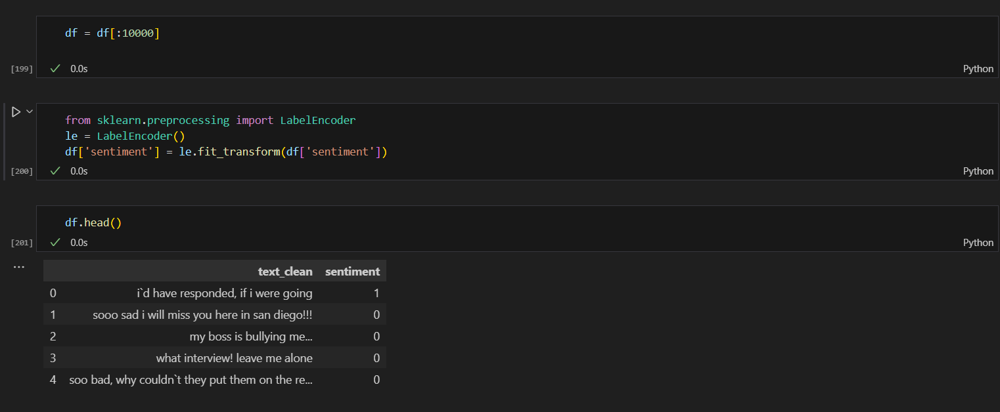 df = df[:10000]
[199]
0.0s
Python
from sklearn.preprocessing import LabelEncoder
le = LabelEncoder()
df['sentiment'] = le.fit_transform(df['sentiment'])
[200]
0.0s
Python
df.head()
[201]
0.0s
Python
...
text_clean sentiment
0 i`d have responded, if i were going 1
1 sooo sad i will miss you here in san diego!!! 0
2 my boss is bullying me... 0
3 what interview! leave me alone 0
4 soo bad, why couldn`t they put them on the re... 0